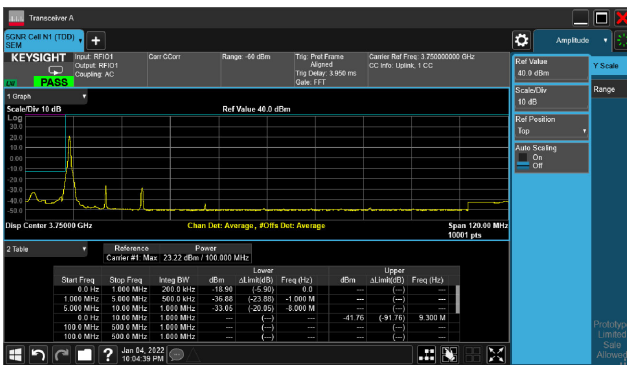 Transceiver A
5GNR Cell N1 (TDD)
SEM
+
KEYSIGHT
Input: RFIO1
Output: RFIO1
Coupling: AC
Corr CCorr
Range: -60 dBm
Trig: Pref Frame
Aligned
Trig Delay: 3.950 ms
Gate: FFT
Carrier Ref Freq: 3.750000000 GHz
CC Info: Uplink, 1 CC
PASS
1 Graph
Scale/Div 10 dB
Ref Value 40.0 dBm
Log
30.0
20.0
10.0
0.00
-10.0
-20.0
-30.0
-40.0
-50.0
Disp Center 3.75000 GHz
Chan Det: Average, #Offs Det: Average
Span 120.00 MHz
10001 pts
2 Table
Reference Power
Carrier #1: Max 23.22 dBm / 100.000 MHz
Lower Upper
Start Freq Stop Freq Integ BW dBm ΔLimit(dB) Freq (Hz) dBm ΔLimit(dB) Freq (Hz)
0.0 Hz 1.000 MHz 200.0 kHz -18.90 (-5.90) 0.0 --- (---) ---
1.000 MHz 5.000 MHz 500.0 kHz -36.88 (-23.88) -1.000 M --- (---) ---
5.000 MHz 10.00 MHz 1.000 MHz -33.05 (-20.05) -8.000 M --- (---) ---
0.0 Hz 10.00 MHz 1.000 MHz --- (---) --- -41.76 (-91.76) 9.300 M
100.0 MHz 500.0 MHz 1.000 MHz --- (---) --- --- (---) ---
100.0 MHz 500.0 MHz 1.000 MHz --- (---) --- --- (---) ---
Jan 04, 2022
10:04:39 PM
?
Amplitude
Ref Value
40.0 dBm
Scale/Div
10 dB
Ref Position
Top
Auto Scaling
On
Off
Y Scale
Range
Prototype
Limited
Sale
Allowed